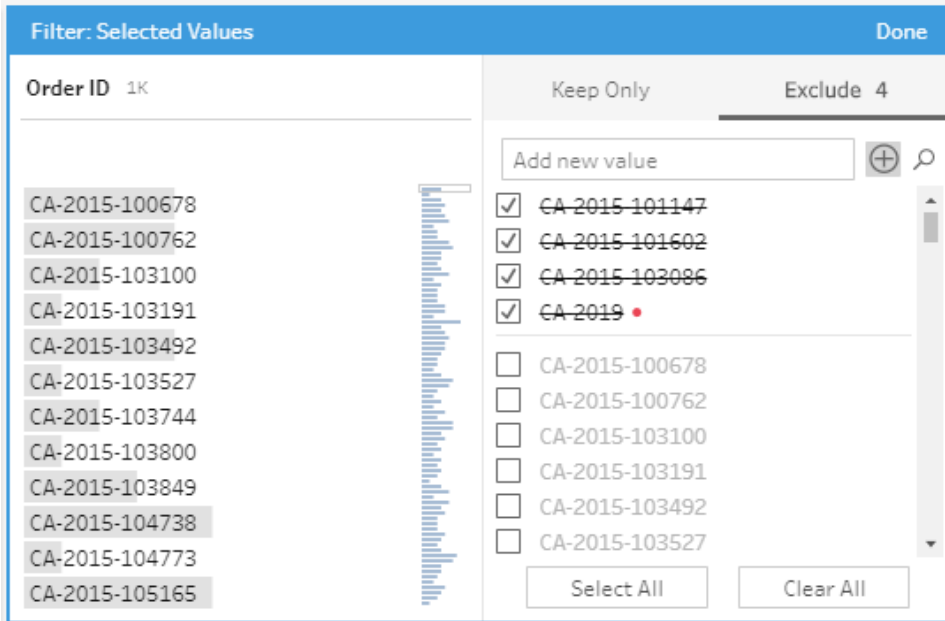 Filter: Selected Values Done
Order ID 1K
CA-2015-100678
CA-2015-100762
CA-2015-103100
CA-2015-103191
CA-2015-103492
CA-2015-103527
CA-2015-103744
CA-2015-103800
CA-2015-103849
CA-2015-104738
CA-2015-104773
CA-2015-105165
Keep Only Exclude 4
Add new value
CA-2015-101147
CA-2015-101602
CA-2015-103086
CA-2019
CA-2015-100678
CA-2015-100762
CA-2015-103100
CA-2015-103191
CA-2015-103492
CA-2015-103527
Select All Clear All